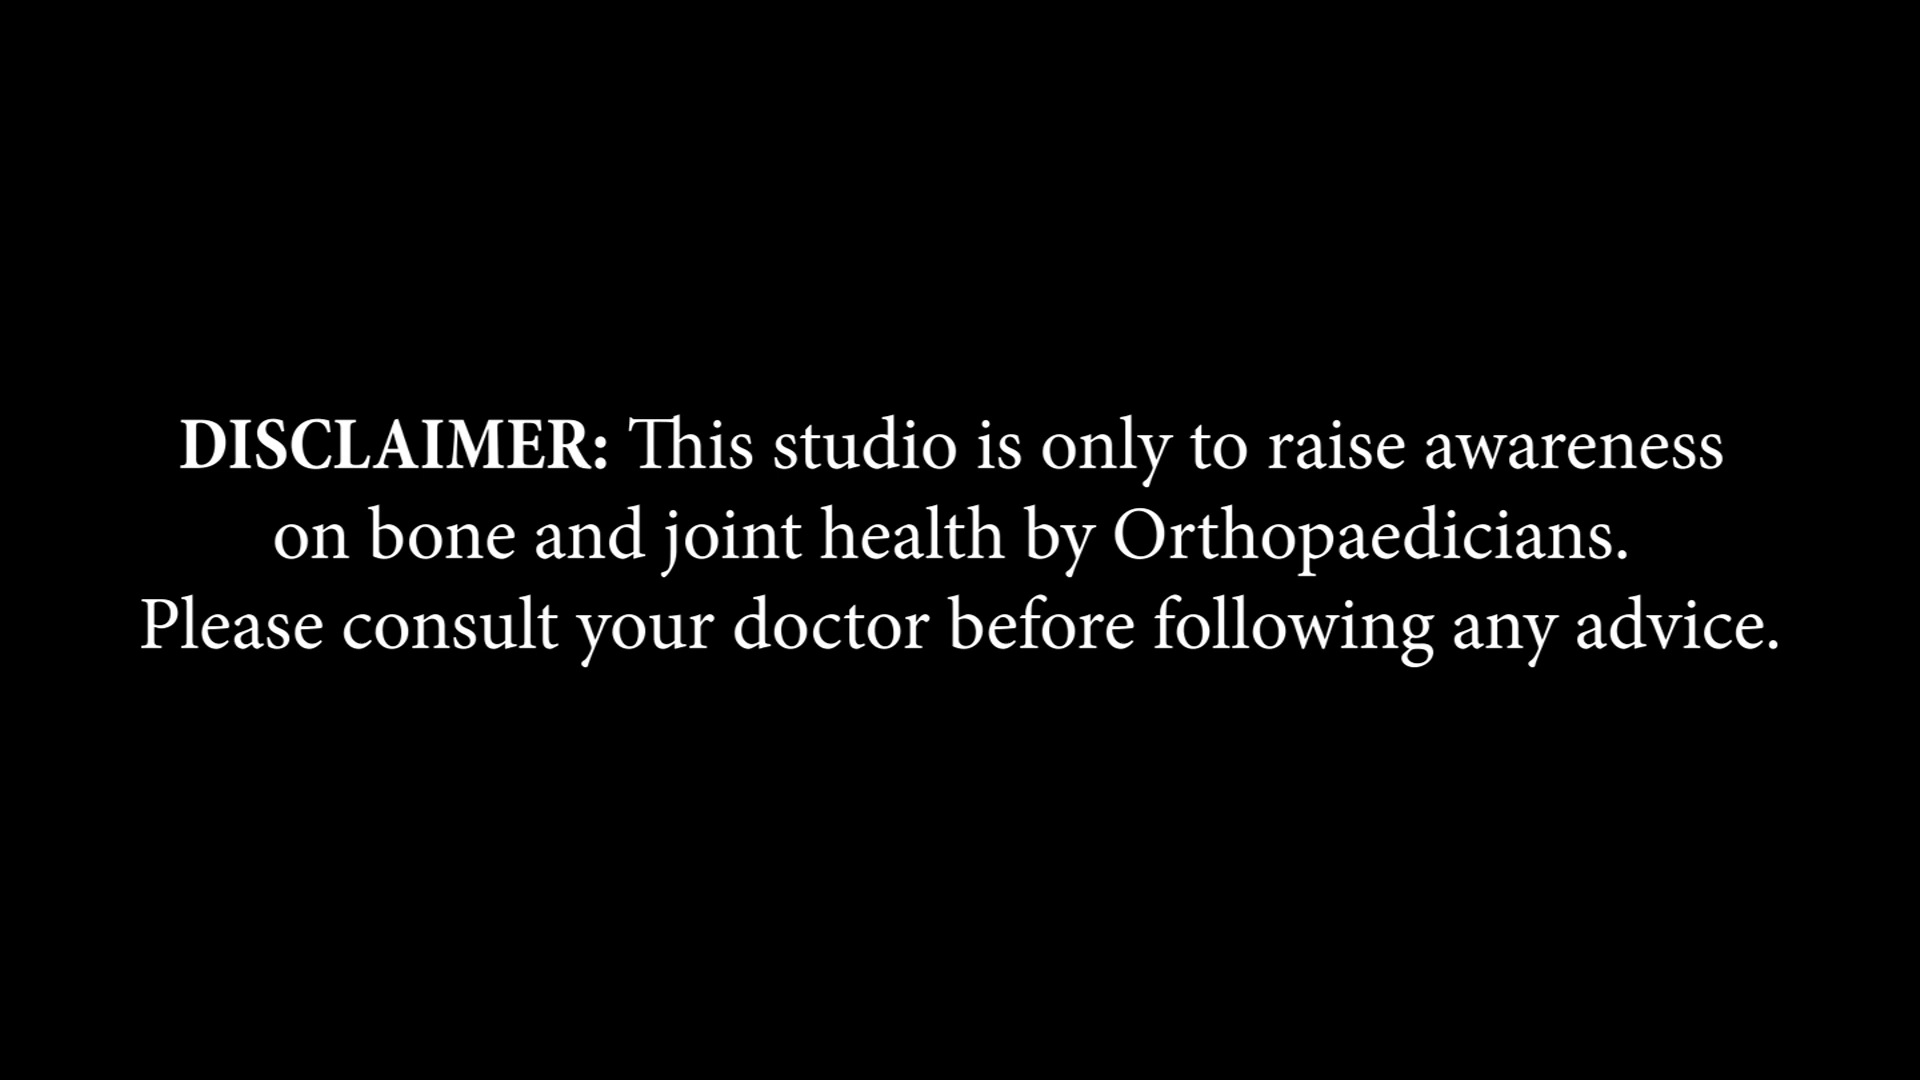 DISCLAIMER: This studio is only to raise awareness
on bone and joint health by Orthopaedicians.
Please consult your doctor before following any advice.